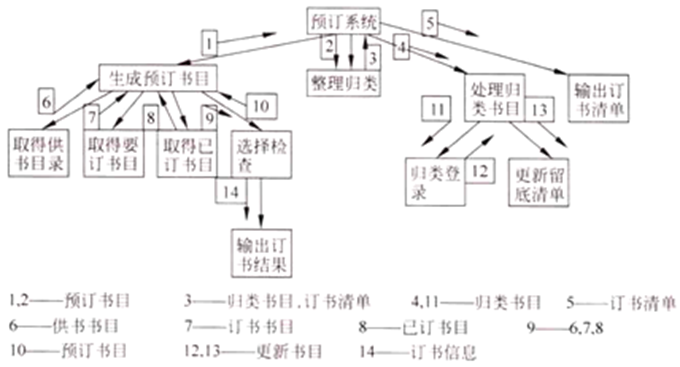 预订系统
1
2
3
4
5
生成预订书目
整理归类
处理归类书目
输出订书清单
6
7
8
9
10
11
13
取得供书目录
取得要订书目
取得已订书目
选择检查
归类登录
12
更新留底清单
14
输出订书结果
1,2——预订书目 3——归类书目,订书清单 4,11——归类书目 5——订书清单
6——供书书目 7——订书书目 8——已订书目 9——6,7,8
10——预订书目 12,13——更新书目 14——订书信息